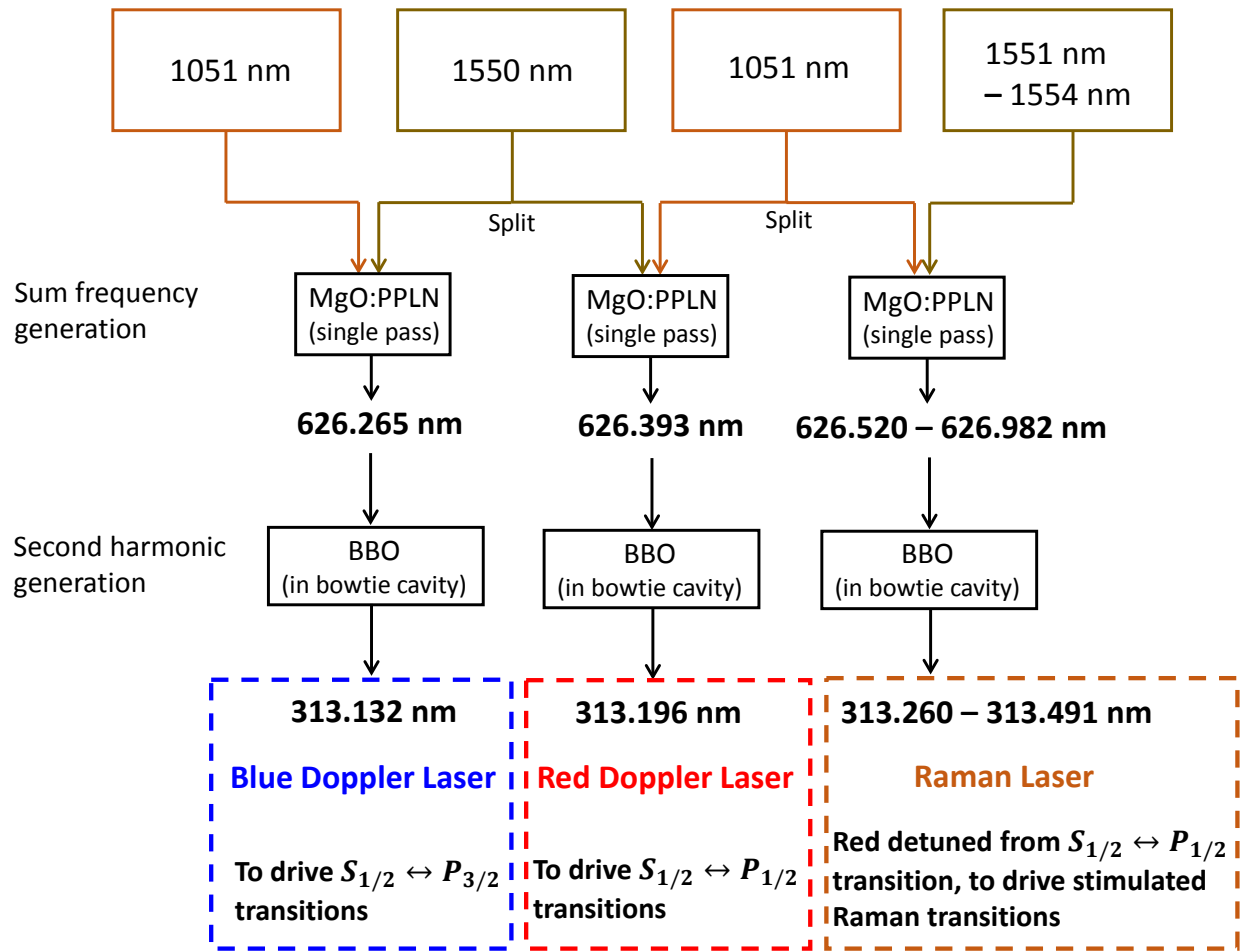 1051 nm
1550 nm
1051 nm
1551 nm
– 1554 nm
Split
Split
Sum frequency
generation
MgO:PPLN
(single pass)
MgO:PPLN
(single pass)
MgO:PPLN
(single pass)
626.265 nm
626.393 nm
626.520 – 626.982 nm
Second harmonic
generation
BBO
(in bowtie cavity)
BBO
(in bowtie cavity)
BBO
(in bowtie cavity)
313.132 nm
Blue Doppler Laser
To drive S1/2 ↔ P3/2
transitions
313.196 nm
Red Doppler Laser
To drive S1/2 ↔ P1/2
transitions
313.260 – 313.491 nm
Raman Laser
Red detuned from S1/2 ↔ P1/2
transition, to drive stimulated
Raman transitions